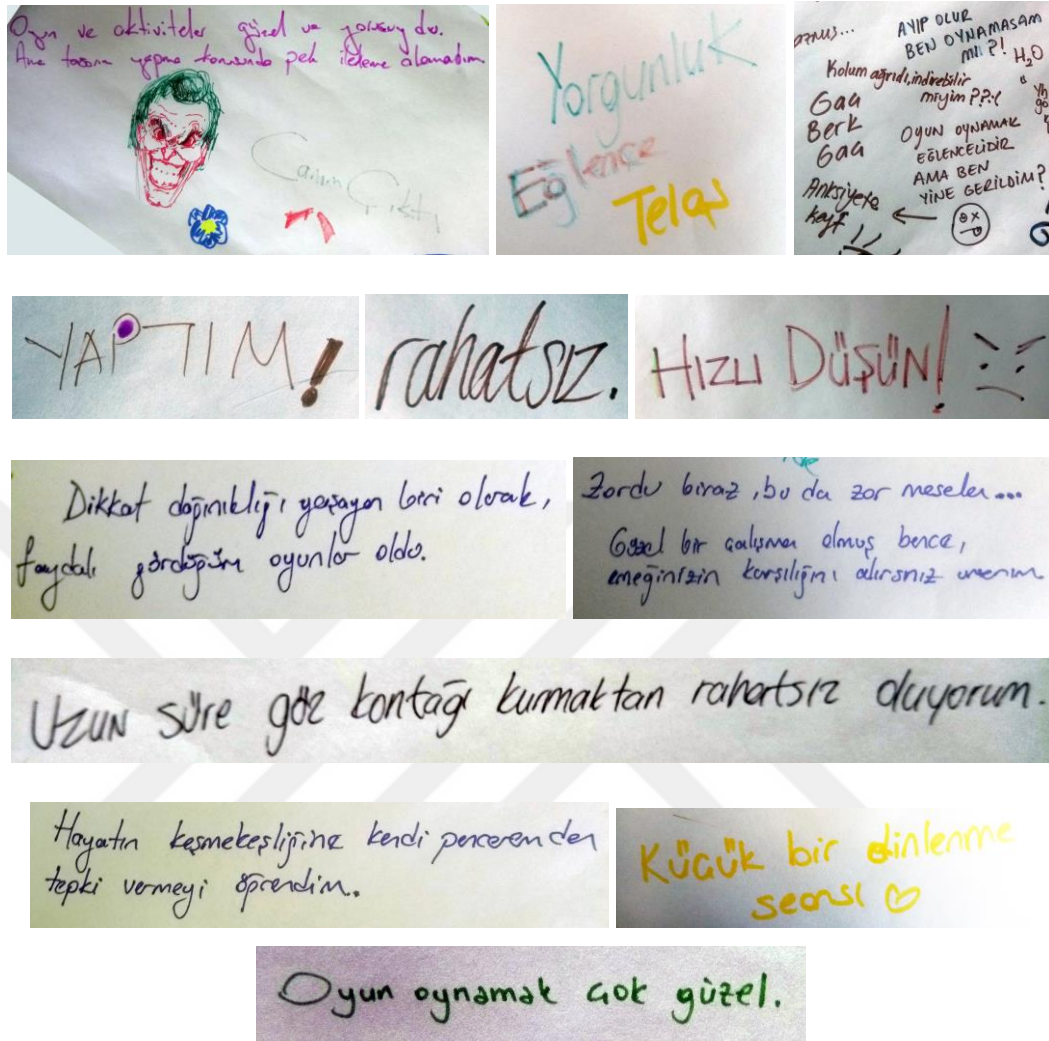 Oyun ve aktiviteler güzel ve yorucuydu.
Ama tasarım yapma konusunda pek ilerleme alamadım.
Canım
Çıktı
Yorgunluk
Eğlence
Telaş
AYIP OLUR
BEN OYNAMASAM
MI?!
H₂O
Kolum ağrıdı, indirebilir
miyim???:(
Gaa
Berk
Gaa
OYUN OYNAMAK
EĞLENCELİDİR
AMA BEN
YİNE GERİLDİM?
Anksiyete
keyf
YAPTIM!
rahatsız.
HIZLI DÜŞÜN!
Dikkat dağınıklığı yaşayan biri olarak,
faydalı gördüğüm oyunlar oldu.
Zordu biraz, bu da zor meseleler...
Güzel bir çalışma olmuş bence,
emeğinizin karşılığını alırsınız umarım.
Uzun süre göz kontağı kurmaktan rahatsız oluyorum.
Hayatın keşmekeşliğine kendi penceremden
tepki vermeyi öğrendim.
Küçük bir dinlenme
seansı ♡
Oyun oynamak çok güzel.